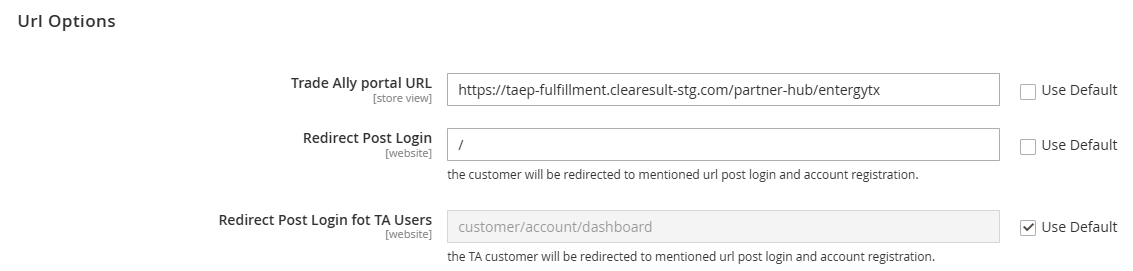 Url Options
Trade Ally portal URL
[store view]
https://taep-fulfillment.clearesult-stg.com/partner-hub/entergytx
Use Default
Redirect Post Login
[website]
/
Use Default
the customer will be redirected to mentioned url post login and account registration.
Redirect Post Login fot TA Users
[website]
customer/account/dashboard
Use Default
the TA customer will be redirected to mentioned url post login and account registration.